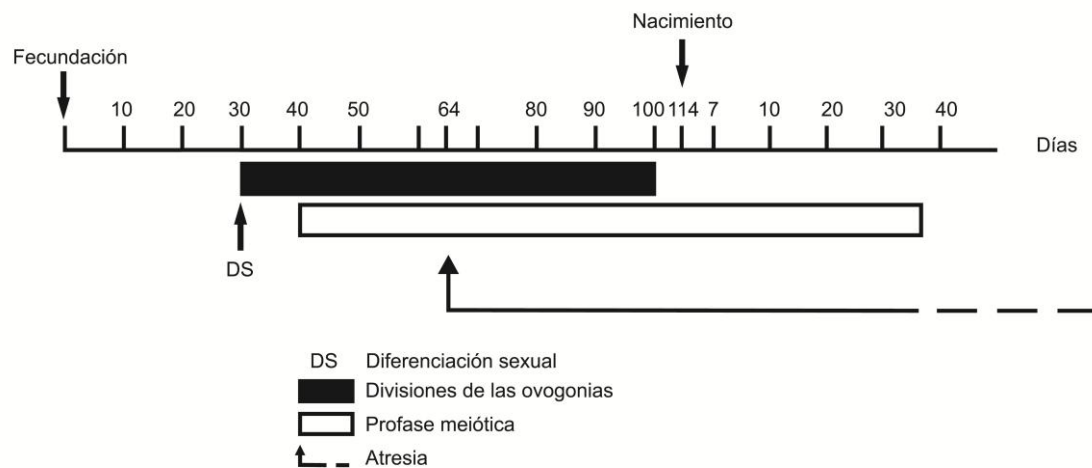 Nacimiento
Fecundación
10 20 30 40 50 64 80 90 100 114 7 10 20 30 40
Días
DS
DS Diferenciación sexual
Divisiones de las ovogonias
Profase meiótica
Atresia